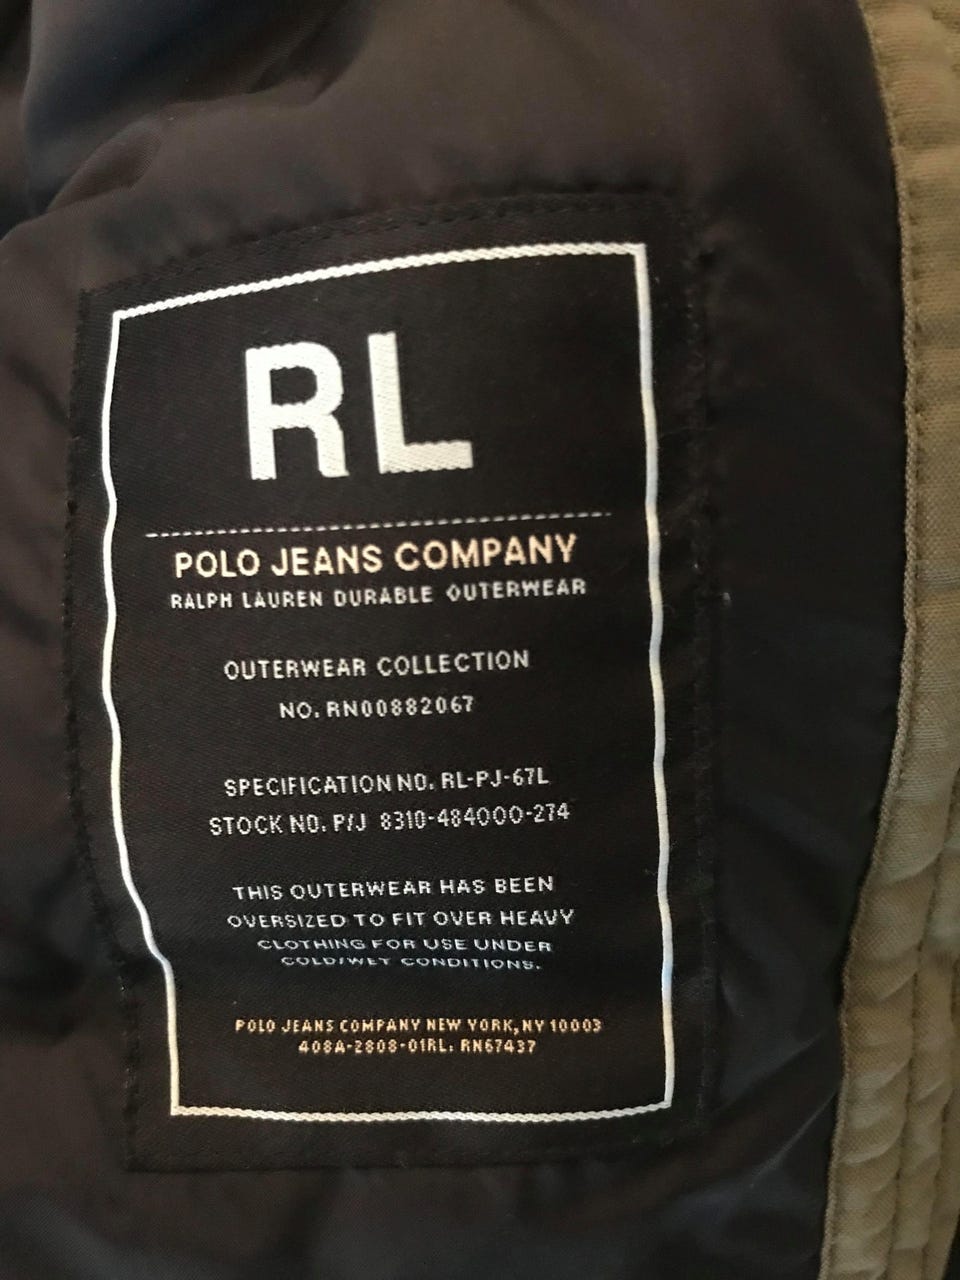 RL
POLO JEANS COMPANY
RALPH LAUREN DURABLE OUTERWEAR
OUTERWEAR COLLECTION
NO. RN00882067
SPECIFICATION NO. RL-PJ-67L
STOCK NO. P/J 8310-484000-274
THIS OUTERWEAR HAS BEEN
OVERSIZED TO FIT OVER HEAVY
CLOTHING FOR USE UNDER
COLD/WET CONDITIONS.
POLO JEANS COMPANY NEW YORK, NY 10003
408A-2808-01RL. RN67437